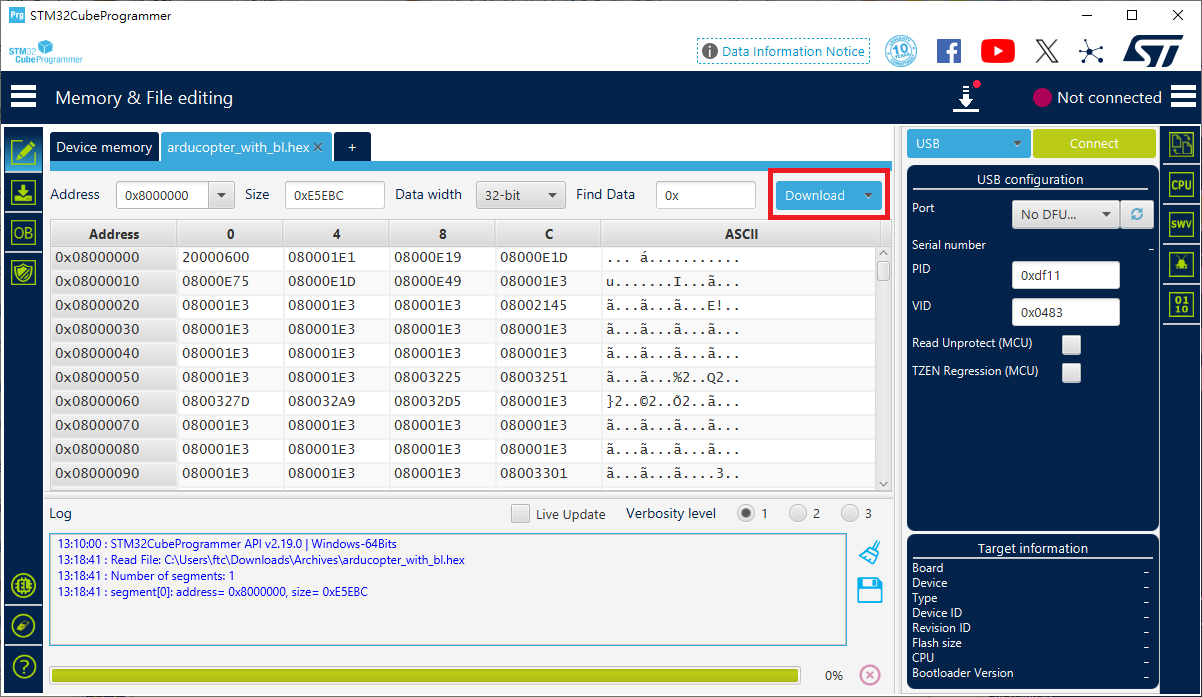 Prg STM32CubeProgrammer
STM32
CubeProgrammer
Data Information Notice
10
YEARS
Memory & File editing
Not connected
Device memory
arducopter_with_bl.hex
+
Address 0x8000000 Size 0xE5EBC Data width 32-bit Find Data 0x Download
Address 0 4 8 C ASCII
0x08000000 20000600 080001E1 08000E19 08000E1D ... á...........
0x08000010 08000E75 08000E1D 08000E49 080001E3 u.......I...ã...
0x08000020 080001E3 080001E3 080001E3 08002145 ã...ã...ã...E!..
0x08000030 080001E3 080001E3 080001E3 080001E3 ã...ã...ã...ã...
0x08000040 080001E3 080001E3 080001E3 080001E3 ã...ã...ã...ã...
0x08000050 080001E3 080001E3 08003225 08003251 ã...ã...%2..Q2..
0x08000060 0800327D 080032A9 080032D5 080001E3 }2..©2..Õ2..ã...
0x08000070 080001E3 080001E3 080001E3 080001E3 ã...ã...ã...ã...
0x08000080 080001E3 080001E3 080001E3 080001E3 ã...ã...ã...ã...
0x08000090 080001E3 080001E3 080001E3 08003301 ã...ã...ã....3..
Log
Live Update
Verbosity level 1 2 3
13:10:00 : STM32CubeProgrammer API v2.19.0 | Windows-64Bits
13:18:41 : Read File: C:\Users\ftc\Downloads\Archives\arducopter_with_bl.hex
13:18:41 : Number of segments: 1
13:18:41 : segment[0]: address= 0x8000000, size= 0xE5EBC
0%
OB
?
USB
Connect
USB configuration
Port No DFU...
Serial number _
PID 0xdf11
VID 0x0483
Read Unprotect (MCU)
TZEN Regression (MCU)
Target information
Board _
Device _
Type _
Device ID _
Revision ID _
Flash size _
CPU _
Bootloader Version _
CPU
SWV
01
10
ST